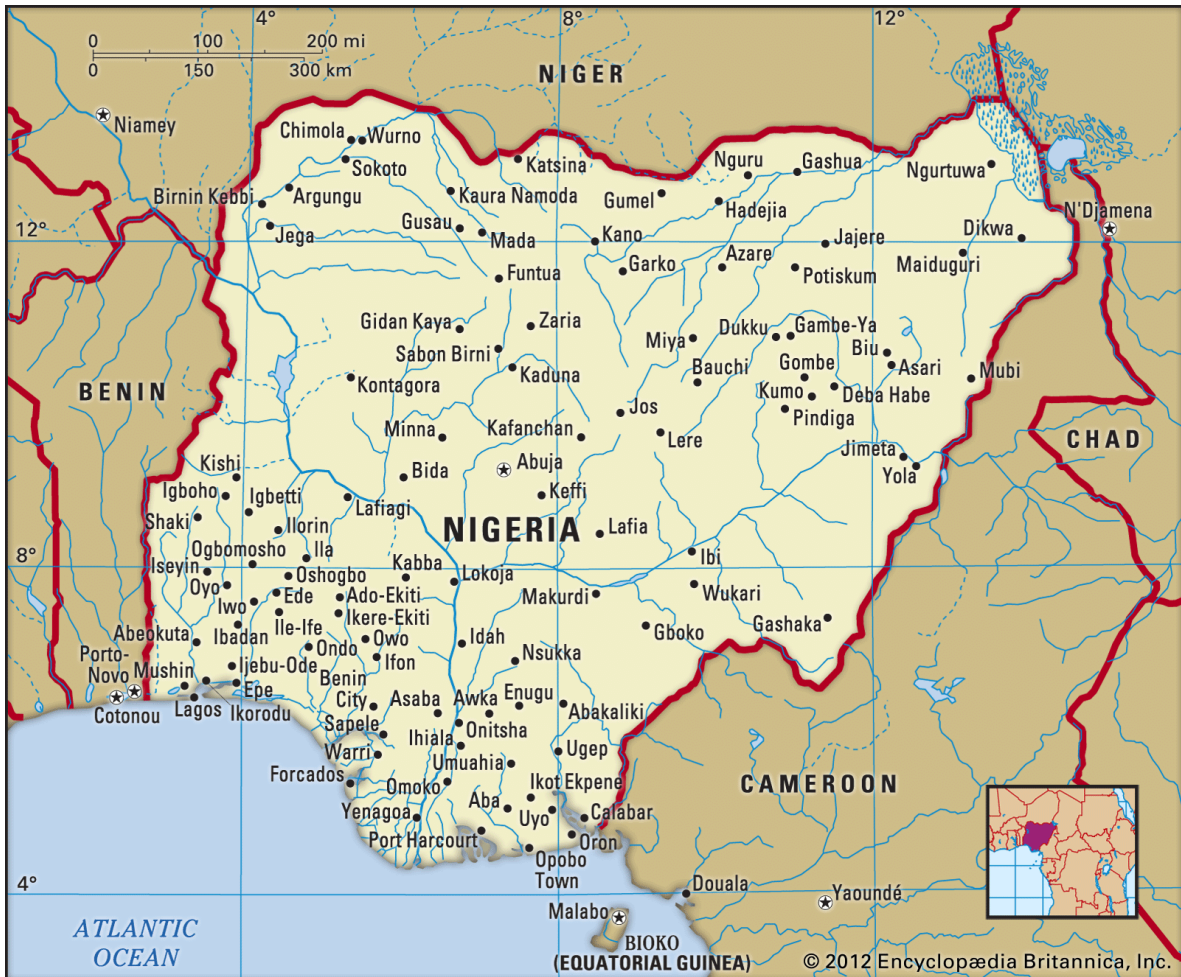 4°
8°
12°
0 100 200 mi
0 150 300 km
NIGER
Niamey
Chimola
Wurno
Sokoto
Katsina
Nguru
Gashua
Ngurtuwa
Birnin Kebbi
Argungu
Kaura Namoda
Gumel
Hadejia
N'Djamena
12°
Jega
Gusau
Mada
Kano
Jajere
Dikwa
Funtua
Garko
Azare
Potiskum
Maiduguri
Gidan Kaya
Zaria
Miya
Dukku
Gambe-Ya
Sabon Birni
Biu
BENIN
Kontagora
Kaduna
Bauchi
Gombe
Asari
Mubi
Kumo
Deba Habe
Jos
Pindiga
Minna
Kafanchan
Lere
CHAD
Kishi
Bida
Abuja
Jimeta
Yola
Igboho
Igbetti
Lafiagi
Keffi
Shaki
Ilorin
NIGERIA
Lafia
8°
Ogbomosho
Ila
Iseyin
Oshogbo
Kabba
Lokoja
Ibi
Oyo
Ede
Ado-Ekiti
Makurdi
Wukari
Iwo
Ikere-Ekiti
Abeokuta
Ibadan
Ile-Ife
Owo
Idah
Gboko
Gashaka
Ondo
Porto-
Novo
Mushin
Ijebu-Ode
Ifon
Nsukka
Cotonou
Lagos
Epe
Ikorodu
Benin
City
Asaba
Awka
Enugu
Abakaliki
Sapele
Onitsha
Ihiala
Warri
Umuahia
Ugep
Forcados
Omoko
Ikot Ekpene
CAMEROON
Yenagoa
Aba
Uyo
Calabar
Port Harcourt
Oron
Opobo
Town
4°
Douala
Yaoundé
Malabo
ATLANTIC
OCEAN
BIOKO
(EQUATORIAL GUINEA)
© 2012 Encyclopædia Britannica, Inc.